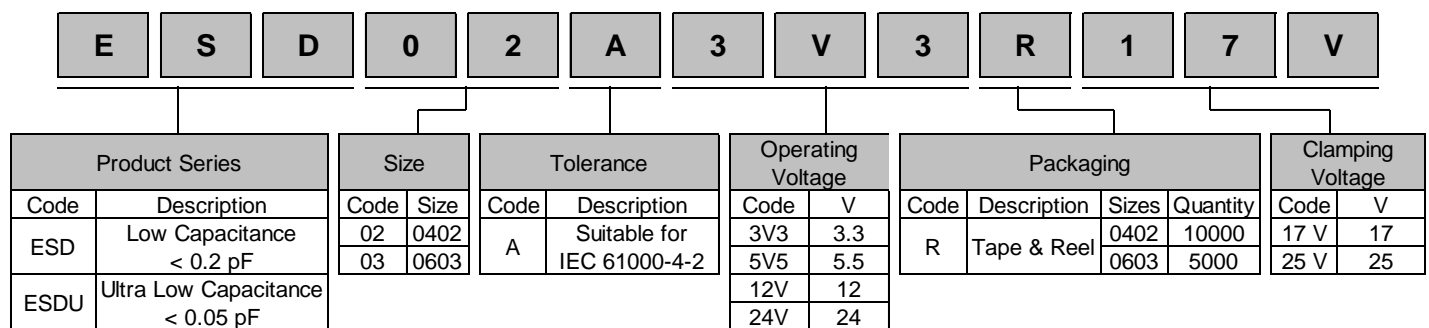 E S D 0 2 A 3 V 3 R 1 7 V
Product Series
Code Description
ESD Low Capacitance < 0.2 pF
ESDU Ultra Low Capacitance < 0.05 pF
Size
Code Size
02 0402
03 0603
Tolerance
Code Description
A Suitable for IEC 61000-4-2
Operating Voltage
Code V
3V3 3.3
5V5 5.5
12V 12
24V 24
Packaging
Code Description Sizes Quantity
R Tape & Reel 0402 10000
0603 5000
Clamping Voltage
Code V
17 V 17
25 V 25